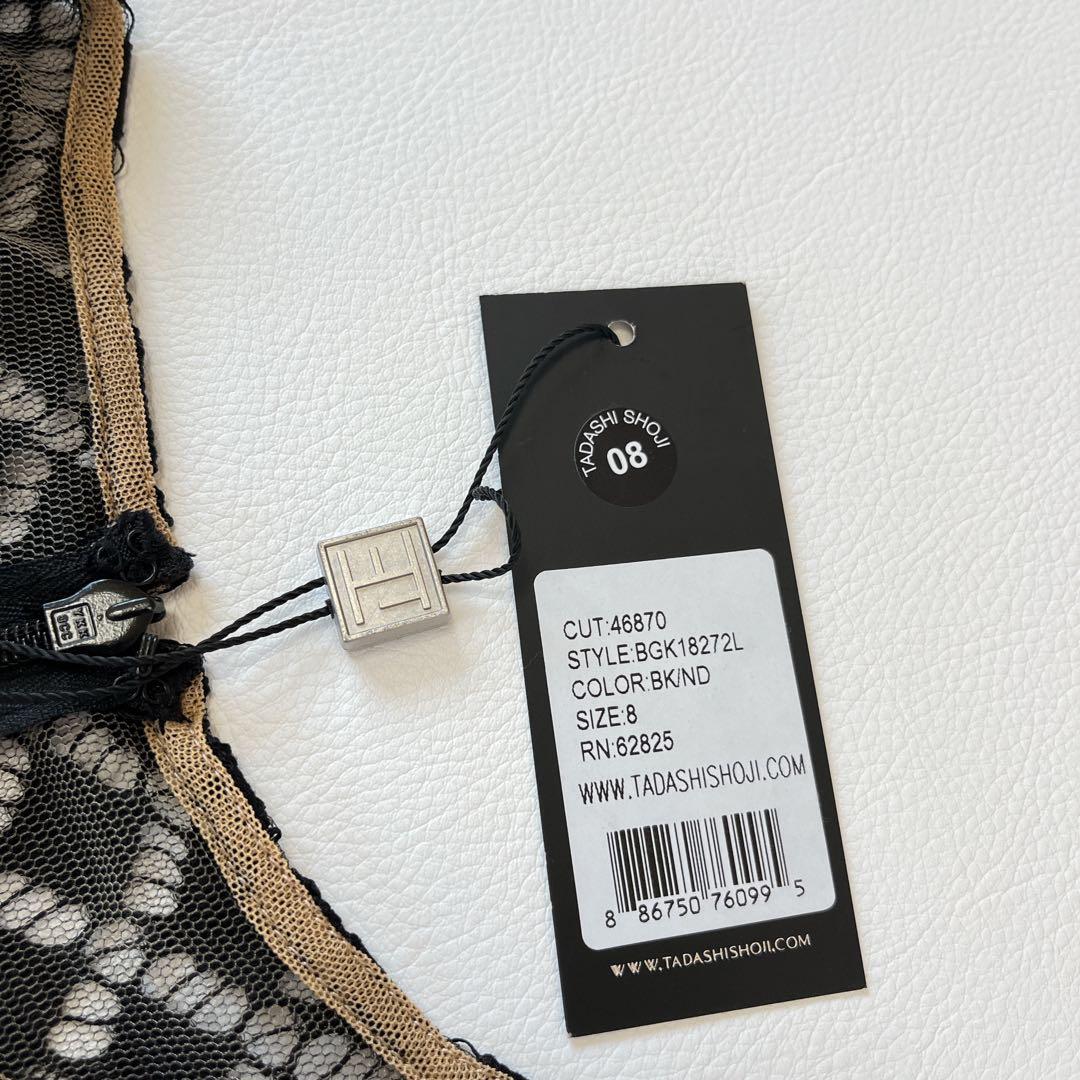 TADASHI SHOJI
08
CUT:46870
STYLE:BGK18272L
COLOR:BK/ND
SIZE:8
RN:62825
WWW.TADASHISHOJI.COM
8 86750 76099 5
WWW.TADASHISHOJI.COM
YKK